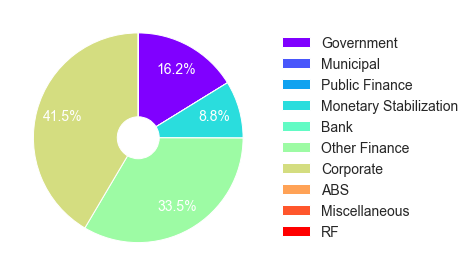 16.2%
8.8%
41.5%
33.5%
Government
Municipal
Public Finance
Monetary Stabilization
Bank
Other Finance
Corporate
ABS
Miscellaneous
RF